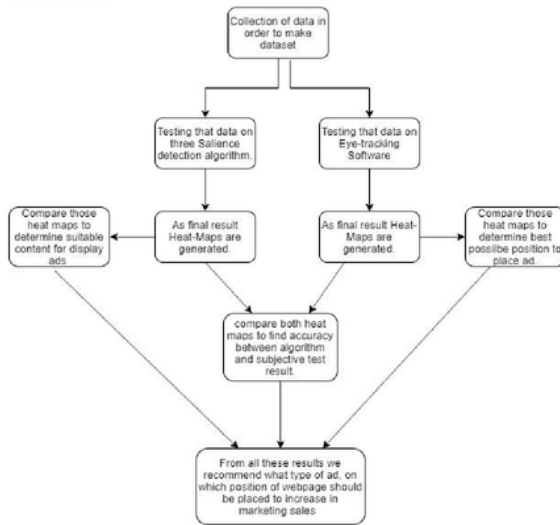 Collection of data in
order to make
dataset
Testing that data on
three Salience
detection algorithm.
Testing that data on
Eye-tracking
Software
Compare those
heat maps to
determine suitable
content for display
ads
As final result
Heat-Maps are
generated.
As final result Heat-
Maps are
generated.
Compare those
heat maps to
determine best
possilbe position to
place ad.
compare both heat
maps to find accuracy
between algorithm
and subjective test
result.
From all these results we
recommend what type of ad, on
which position of webpage should
be placed to increase in
marketing sales